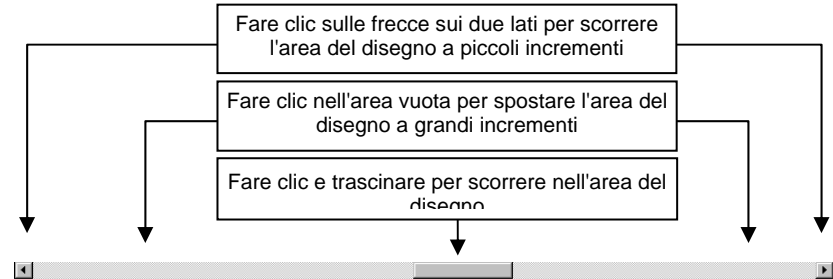 Fare clic sulle frecce sui due lati per scorrere
l'area del disegno a piccoli incrementi
Fare clic nell'area vuota per spostare l'area del
disegno a grandi incrementi
Fare clic e trascinare per scorrere nell'area del
disegno